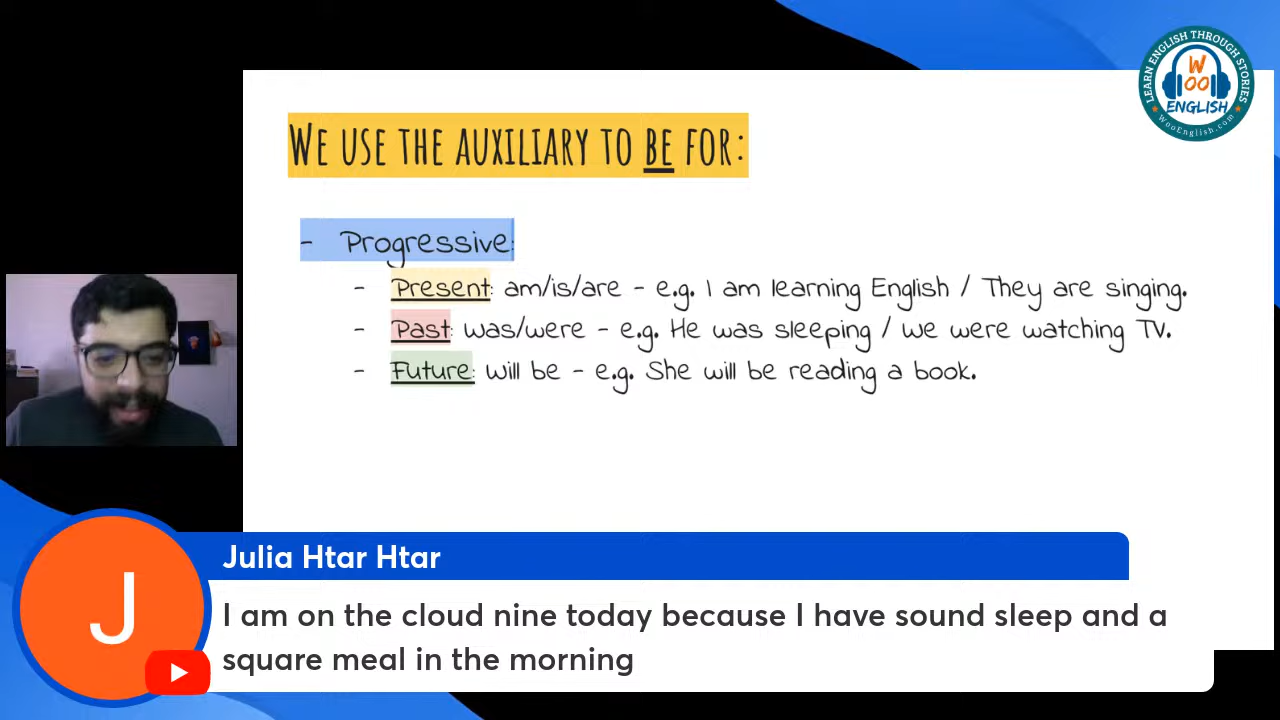 LEARN ENGLISH THROUGH STORIES
W
OO
ENGLISH
WooEnglish.com
WE USE THE AUXILIARY TO BE FOR:
- Progressive:
- Present: am/is/are - e.g. I am learning English / They are singing.
- Past: was/were - e.g. He was sleeping / we were watching TV.
- Future: will be - e.g. She will be reading a book.
J
Julia Htar Htar
I am on the cloud nine today because I have sound sleep and a
square meal in the morning